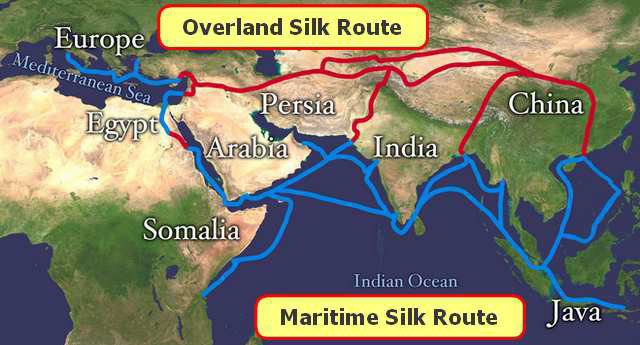 Overland Silk Route
Europe
Mediterranean Sea
Persia
China
Egypt
Arabia
India
Somalia
Indian Ocean
Maritime Silk Route
Java